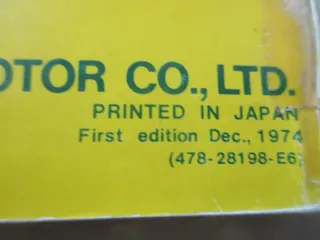 OTOR CO., LTD.
PRINTED IN JAPAN
First edition Dec., 1974
(478-28198-E6)